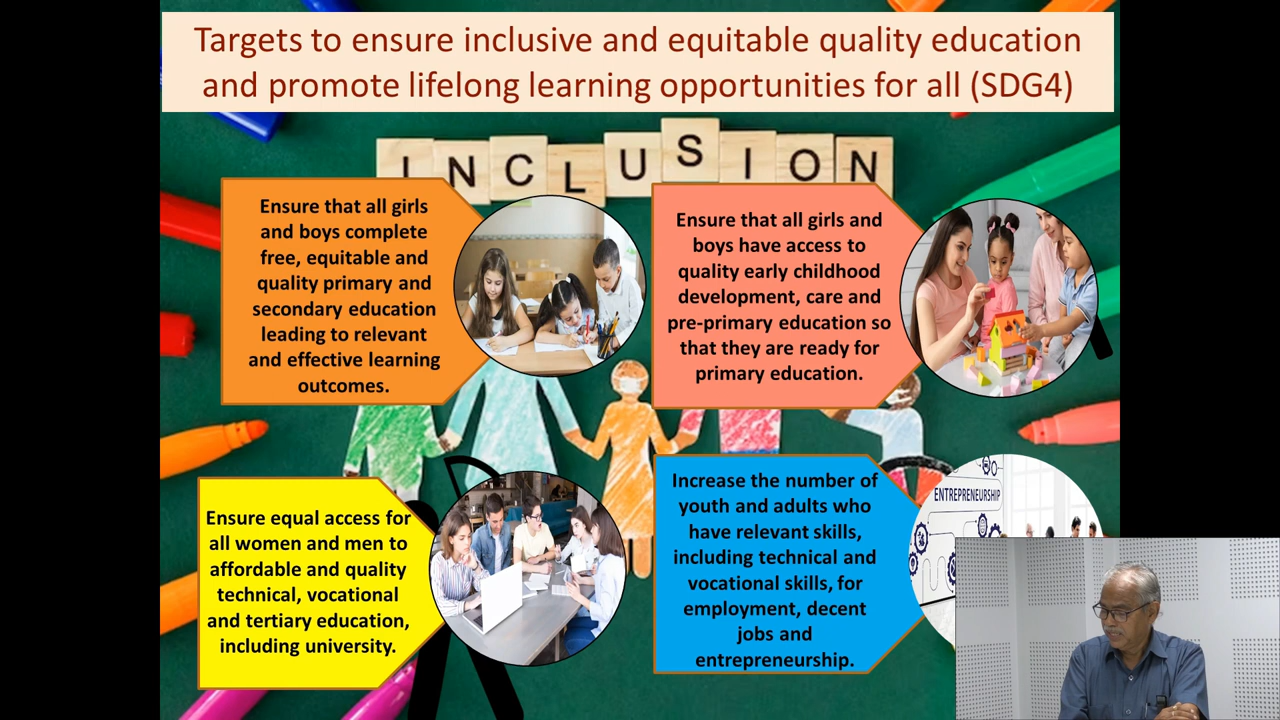 Targets to ensure inclusive and equitable quality education
and promote lifelong learning opportunities for all (SDG4)
INCLUSION
Ensure that all girls
and boys complete
free, equitable and
quality primary and
secondary education
leading to relevant
and effective learning
outcomes.
Ensure that all girls and
boys have access to
quality early childhood
development, care and
pre-primary education so
that they are ready for
primary education.
Ensure equal access for
all women and men to
affordable and quality
technical, vocational
and tertiary education,
including university.
Increase the number of
youth and adults who
have relevant skills,
including technical and
vocational skills, for
employment, decent
jobs and
entrepreneurship.
ENTREPRENEURSHIP